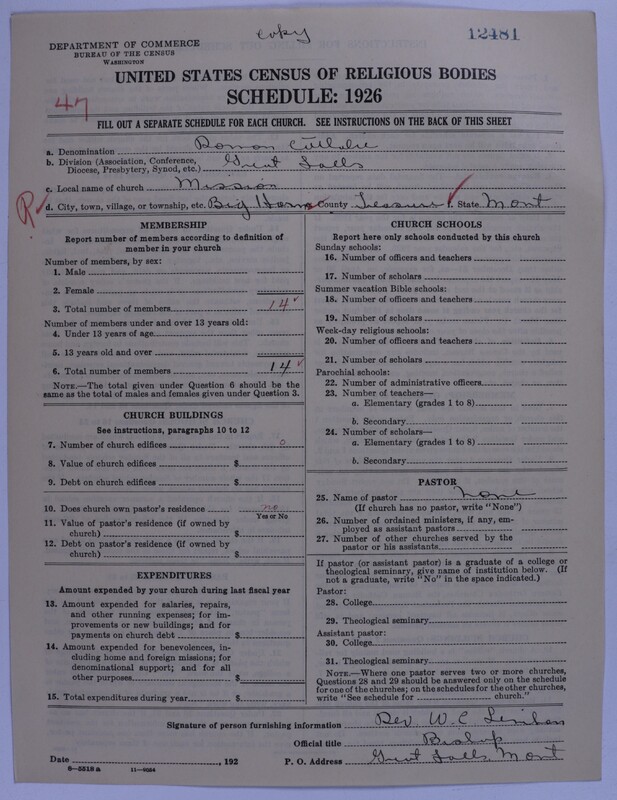 Copy
12481
DEPARTMENT OF COMMERCE
BUREAU OF THE CENSUS
WASHINGTON
UNITED STATES CENSUS OF RELIGIOUS BODIES
SCHEDULE: 1926
47
FILL OUT A SEPARATE SCHEDULE FOR EACH CHURCH. SEE INSTRUCTIONS ON THE BACK OF THIS SHEET
a. Denomination Roman Catholic
b. Division (Association, Conference, Diocese, Presbytery, Synod, etc.) Great Falls
c. Local name of church Mission
R
d. City, town, village, or township, etc. Big Horn County Treasure State Mont
MEMBERSHIP
Report number of members according to definition of
member in your church
Number of members, by sex:
1. Male
2. Female
3. Total number of members 14
Number of members under and over 13 years old:
4. Under 13 years of age
5. 13 years old and over
6. Total number of members 14
NOTE.—The total given under Question 6 should be the
same as the total of males and females given under Question 3.
CHURCH BUILDINGS
See instructions, paragraphs 10 to 12
7. Number of church edifices 0
8. Value of church edifices $
9. Debt on church edifices $
10. Does church own pastor's residence no
Yes or No
11. Value of pastor's residence (if owned by
church) $
12. Debt on pastor's residence (if owned by
church) $
EXPENDITURES
Amount expended by your church during last fiscal year
13. Amount expended for salaries, repairs,
and other running expenses; for im-
provements or new buildings; and for
payments on church debt $
14. Amount expended for benevolences, in-
cluding home and foreign missions; for
denominational support; and for all
other purposes $
15. Total expenditures during year $
CHURCH SCHOOLS
Report here only schools conducted by this church
Sunday schools:
16. Number of officers and teachers
17. Number of scholars
Summer vacation Bible schools:
18. Number of officers and teachers
19. Number of scholars
Week-day religious schools:
20. Number of officers and teachers
21. Number of scholars
Parochial schools:
22. Number of administrative officers
23. Number of teachers—
a. Elementary (grades 1 to 8)
b. Secondary
24. Number of scholars—
a. Elementary (grades 1 to 8)
b. Secondary
PASTOR
25. Name of pastor None
(If church has no pastor, write "None")
26. Number of ordained ministers, if any, em-
ployed as assistant pastors
27. Number of other churches served by the
pastor or his assistants
If pastor (or assistant pastor) is a graduate of a college or
theological seminary, give name of institution below. (If
not a graduate, write "No" in the space indicated.)
Pastor:
28. College
29. Theological seminary
Assistant pastor:
30. College
31. Theological seminary
NOTE.—Where one pastor serves two or more churches,
Questions 28 and 29 should be answered only on the schedule
for one of the churches; on the schedules for the other churches,
write "See schedule for church."
Signature of person furnishing information Rev. W C
Official title Bishop
Date , 192 P. O. Address Great Falls Mont
6—5518 a 11—9034